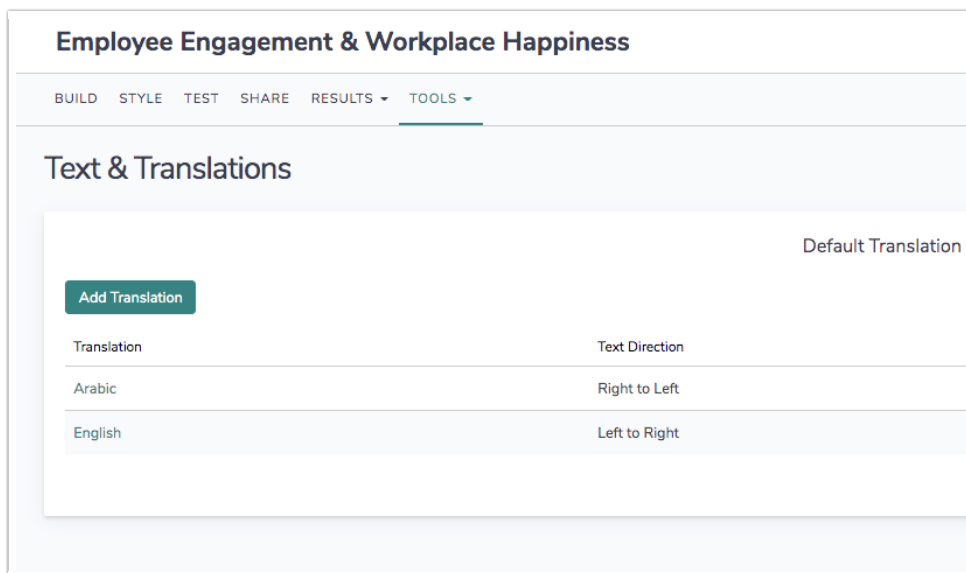 Employee Engagement & Workplace Happiness
BUILD STYLE TEST SHARE RESULTS TOOLS
Text & Translations
Default Translation
Add Translation
Translation Text Direction
Arabic Right to Left
English Left to Right